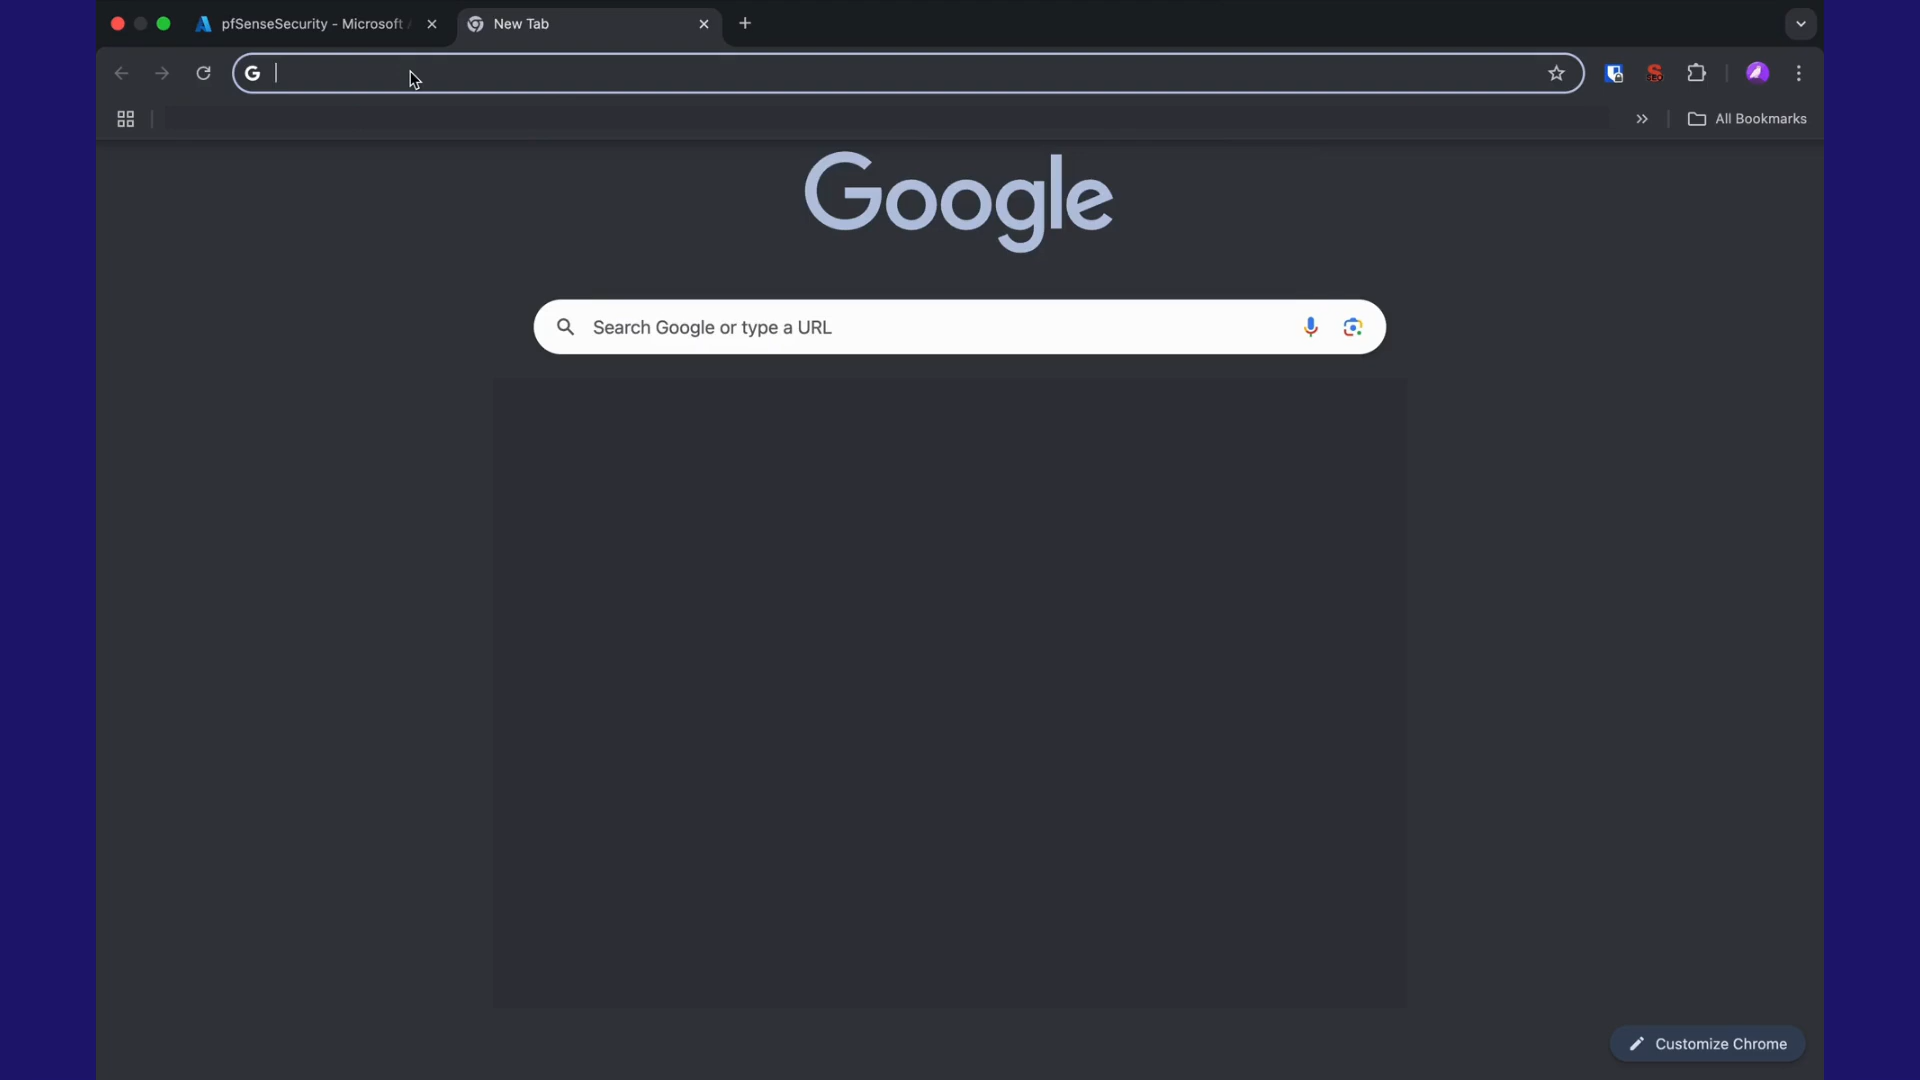 pfSenseSecurity - Microsoft
New Tab
G
All Bookmarks
Google
Search Google or type a URL
Customize Chrome